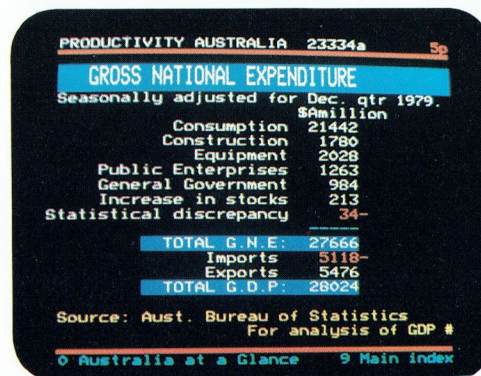 PRODUCTIVITY AUSTRALIA 23334a 5p
GROSS NATIONAL EXPENDITURE
Seasonally adjusted for Dec. qtr 1979.
$Amillion
Consumption 21442
Construction 1780
Equipment 2028
Public Enterprises 1263
General Government 984
Increase in stocks 213
Statistical discrepancy 34-
TOTAL G.N.E: 27666
Imports 5118-
Exports 5476
TOTAL G.D.P: 28024
Source: Aust. Bureau of Statistics
For analysis of GDP #
0 Australia at a Glance 9 Main index